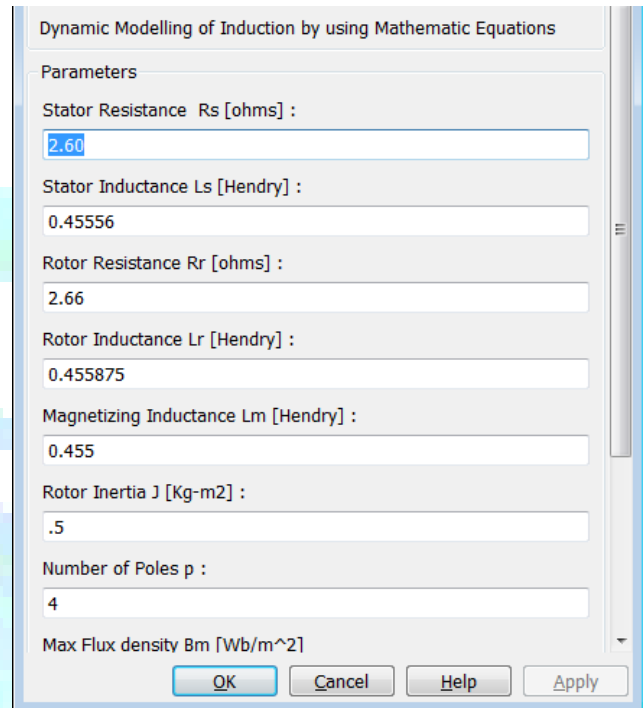 Dynamic Modelling of Induction by using Mathematic Equations
Parameters
Stator Resistance Rs [ohms] :
2.60
Stator Inductance Ls [Hendry] :
0.45556
Rotor Resistance Rr [ohms] :
2.66
Rotor Inductance Lr [Hendry] :
0.455875
Magnetizing Inductance Lm [Hendry] :
0.455
Rotor Inertia J [Kg-m2] :
.5
Number of Poles p :
4
Max Flux density Bm [Wb/m^2]
OK Cancel Help Apply